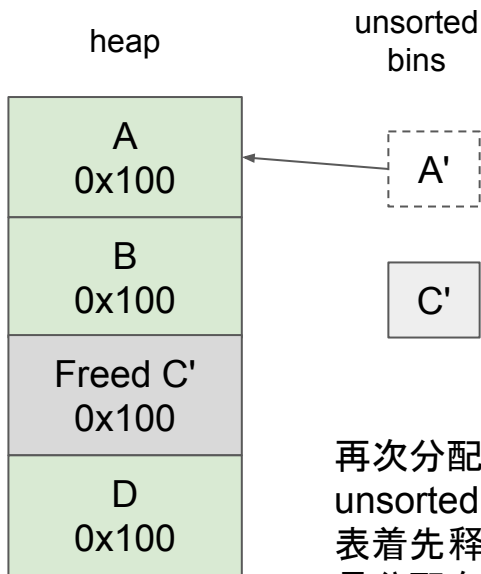 heap
unsorted
bins
A
0x100
A'
B
0x100
C'
Freed C'
0x100
D
0x100
再次分配
unsorted
表着先释